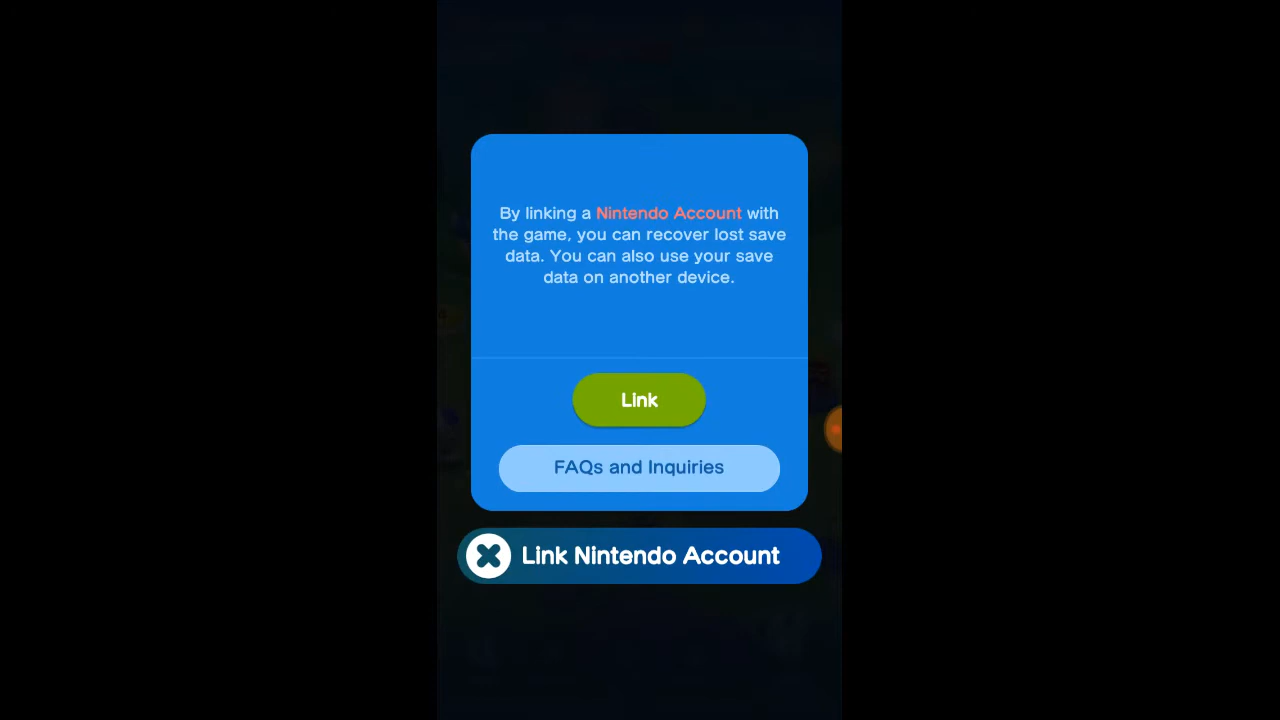 By linking a Nintendo Account with
the game, you can recover lost save
data. You can also use your save
data on another device.
Link
FAQs and Inquiries
Link Nintendo Account